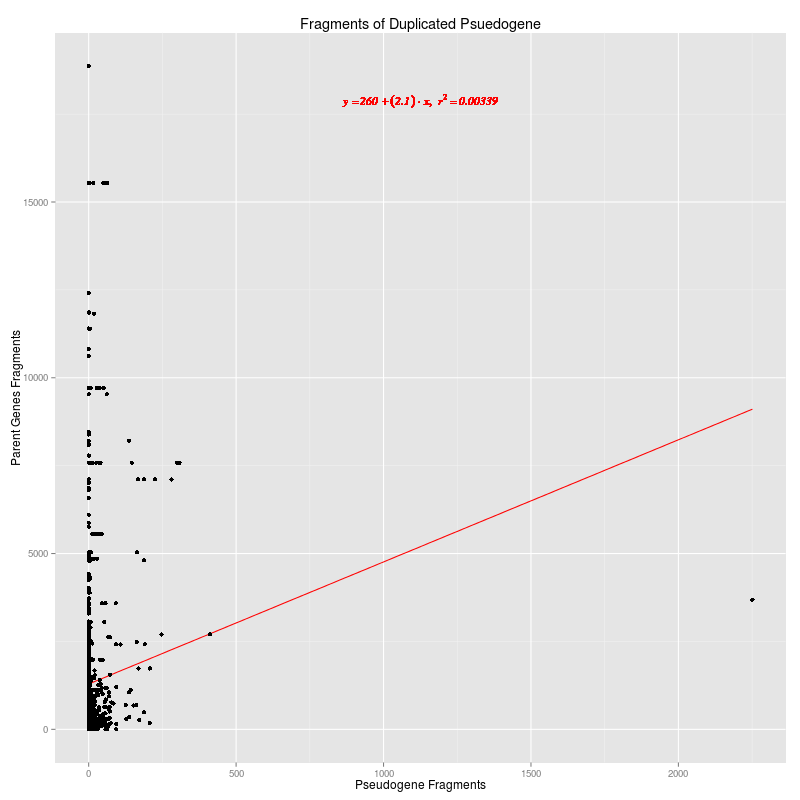 Fragments of Duplicated Psuedogene
y = 260 + (2.1) · x, r² = 0.00339
Parent Genes Fragments
15000
10000
5000
0
0 500 1000 1500 2000
Pseudogene Fragments